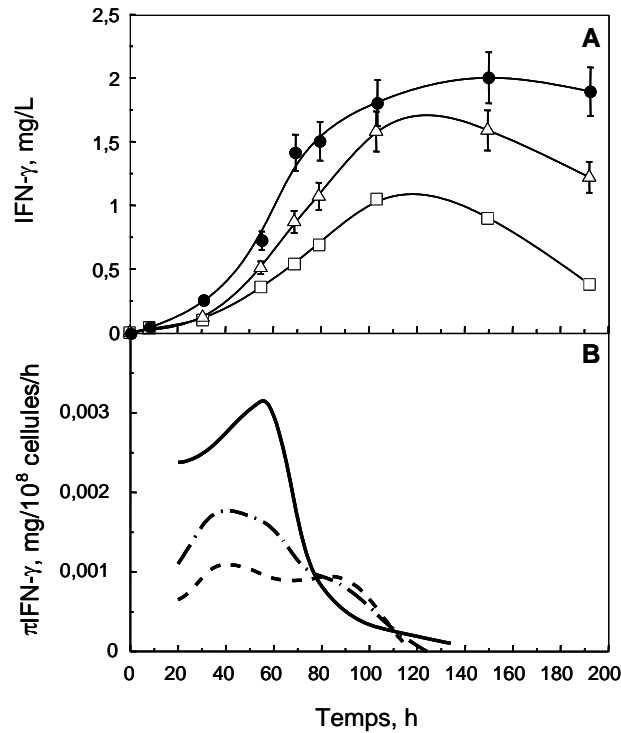 2,5
A
2
1,5
1
0,5
0
IFN-γ, mg/L
B
0,003
0,002
0,001
0
πIFN-γ, mg/10⁸ cellules/h
0 20 40 60 80 100 120 140 160 180 200
Temps, h